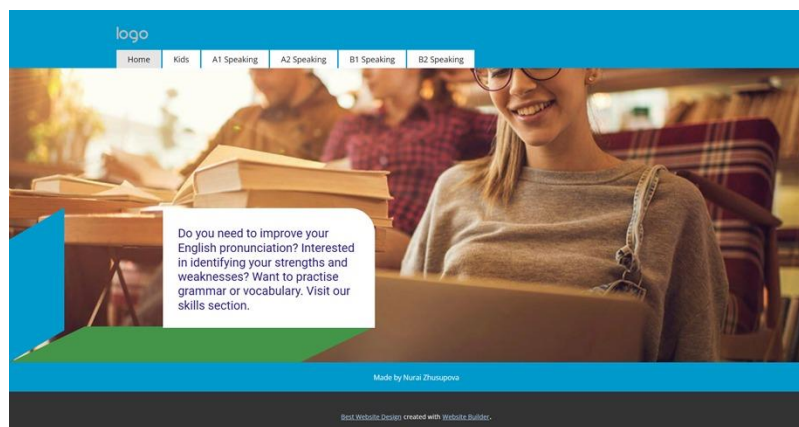 logo
Home Kids A1 Speaking A2 Speaking B1 Speaking B2 Speaking
Do you need to improve your
English pronunciation? Interested
in identifying your strengths and
weaknesses? Want to practise
grammar or vocabulary. Visit our
skills section.
Made by Nurai Zhusupova
Best Website Design created with Website Builder.